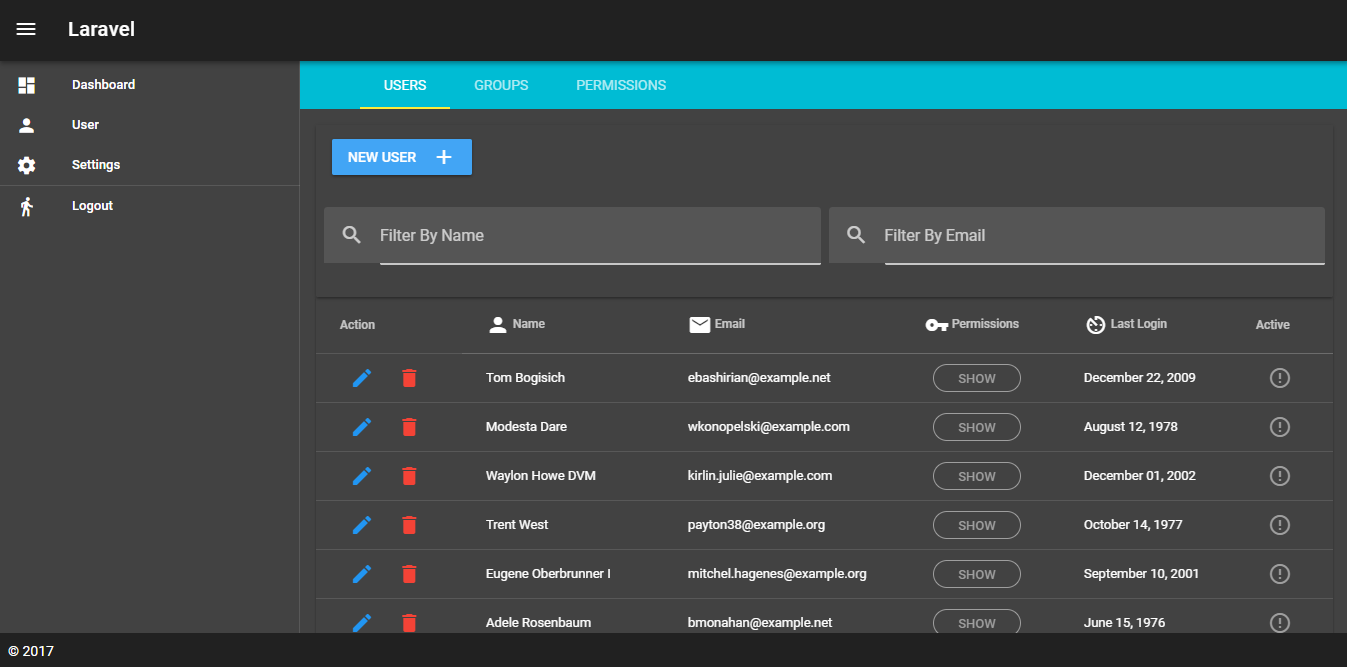 Laravel
Dashboard
User
Settings
Logout
USERS GROUPS PERMISSIONS
NEW USER
Filter By Name Filter By Email
Action Name Email Permissions Last Login Active
Tom Bogisich ebashirian@example.net SHOW December 22, 2009
Modesta Dare wkonopelski@example.com SHOW August 12, 1978
Waylon Howe DVM kirlin.julie@example.com SHOW December 01, 2002
Trent West payton38@example.org SHOW October 14, 1977
Eugene Oberbrunner I mitchel.hagenes@example.org SHOW September 10, 2001
Adele Rosenbaum bmonahan@example.net SHOW June 15, 1976
© 2017